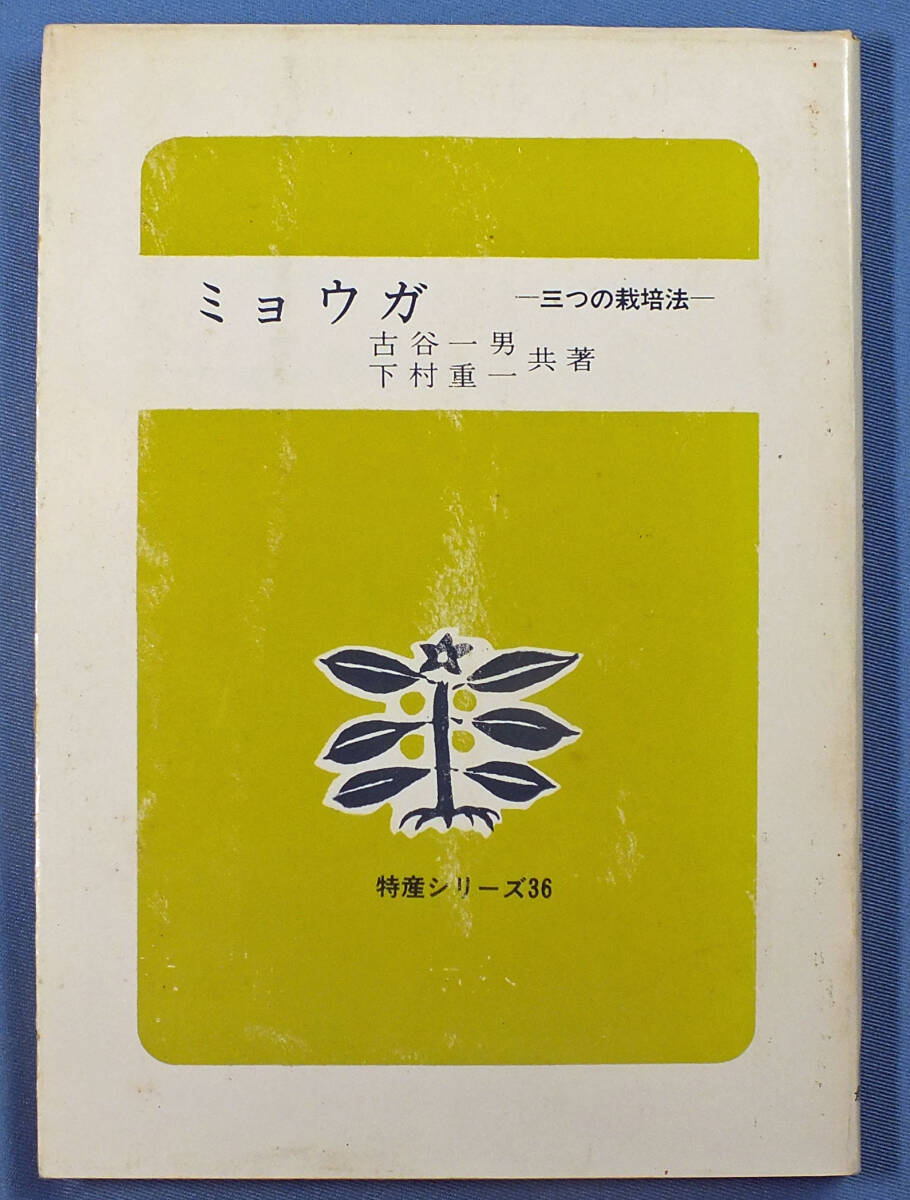 ミョウガ ―三つの栽培法―
古谷一男
下村重一
共著
特産シリーズ36